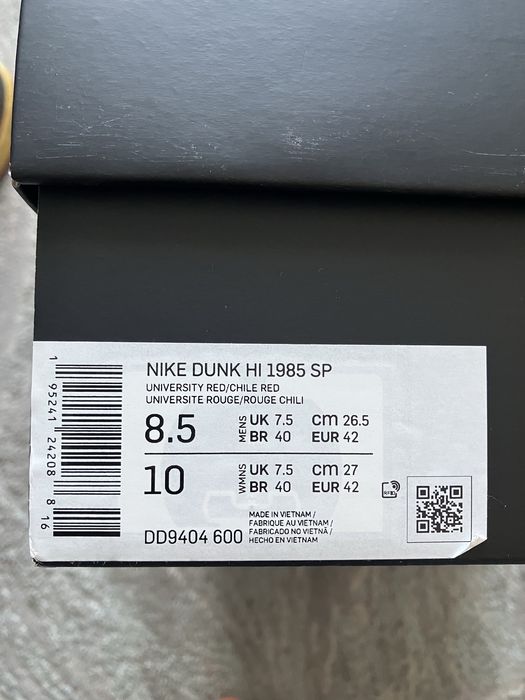 NIKE DUNK HI 1985 SP
UNIVERSITY RED/CHILE RED
UNIVERSITE ROUGE/ROUGE CHILI
8.5 MENS UK 7.5 cm 26.5
BR 40 EUR 42
10 WMNS UK 7.5 cm 27
BR 40 EUR 42
RFID
MADE IN VIETNAM /
FABRIQUE AU VIETNAM /
FABRICADO NO VIETNÃ /
HECHO EN VIETNAM
DD9404 600
1 95241 24208 8 16